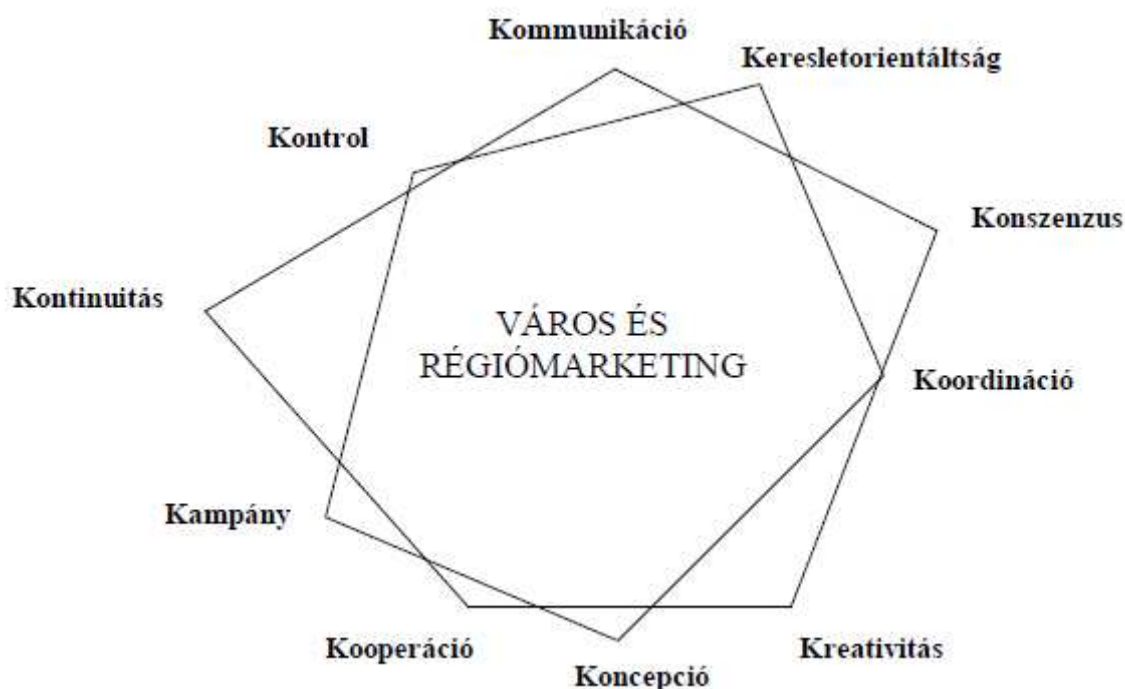 Kommunikáció
Keresletorientáltság
Kontrol
Konszenzus
Kontinuitás
VÁROS ÉS
RÉGIÓMARKETING
Koordináció
Kampány
Kooperáció
Koncepció
Kreativitás